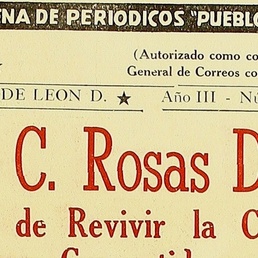 ENA DE PERIODICOS "PUEBLO
(Autorizado como co
General de Correos co
DE LEON D. ★ Año III - Nú
C. Rosas D
de Revivir la C